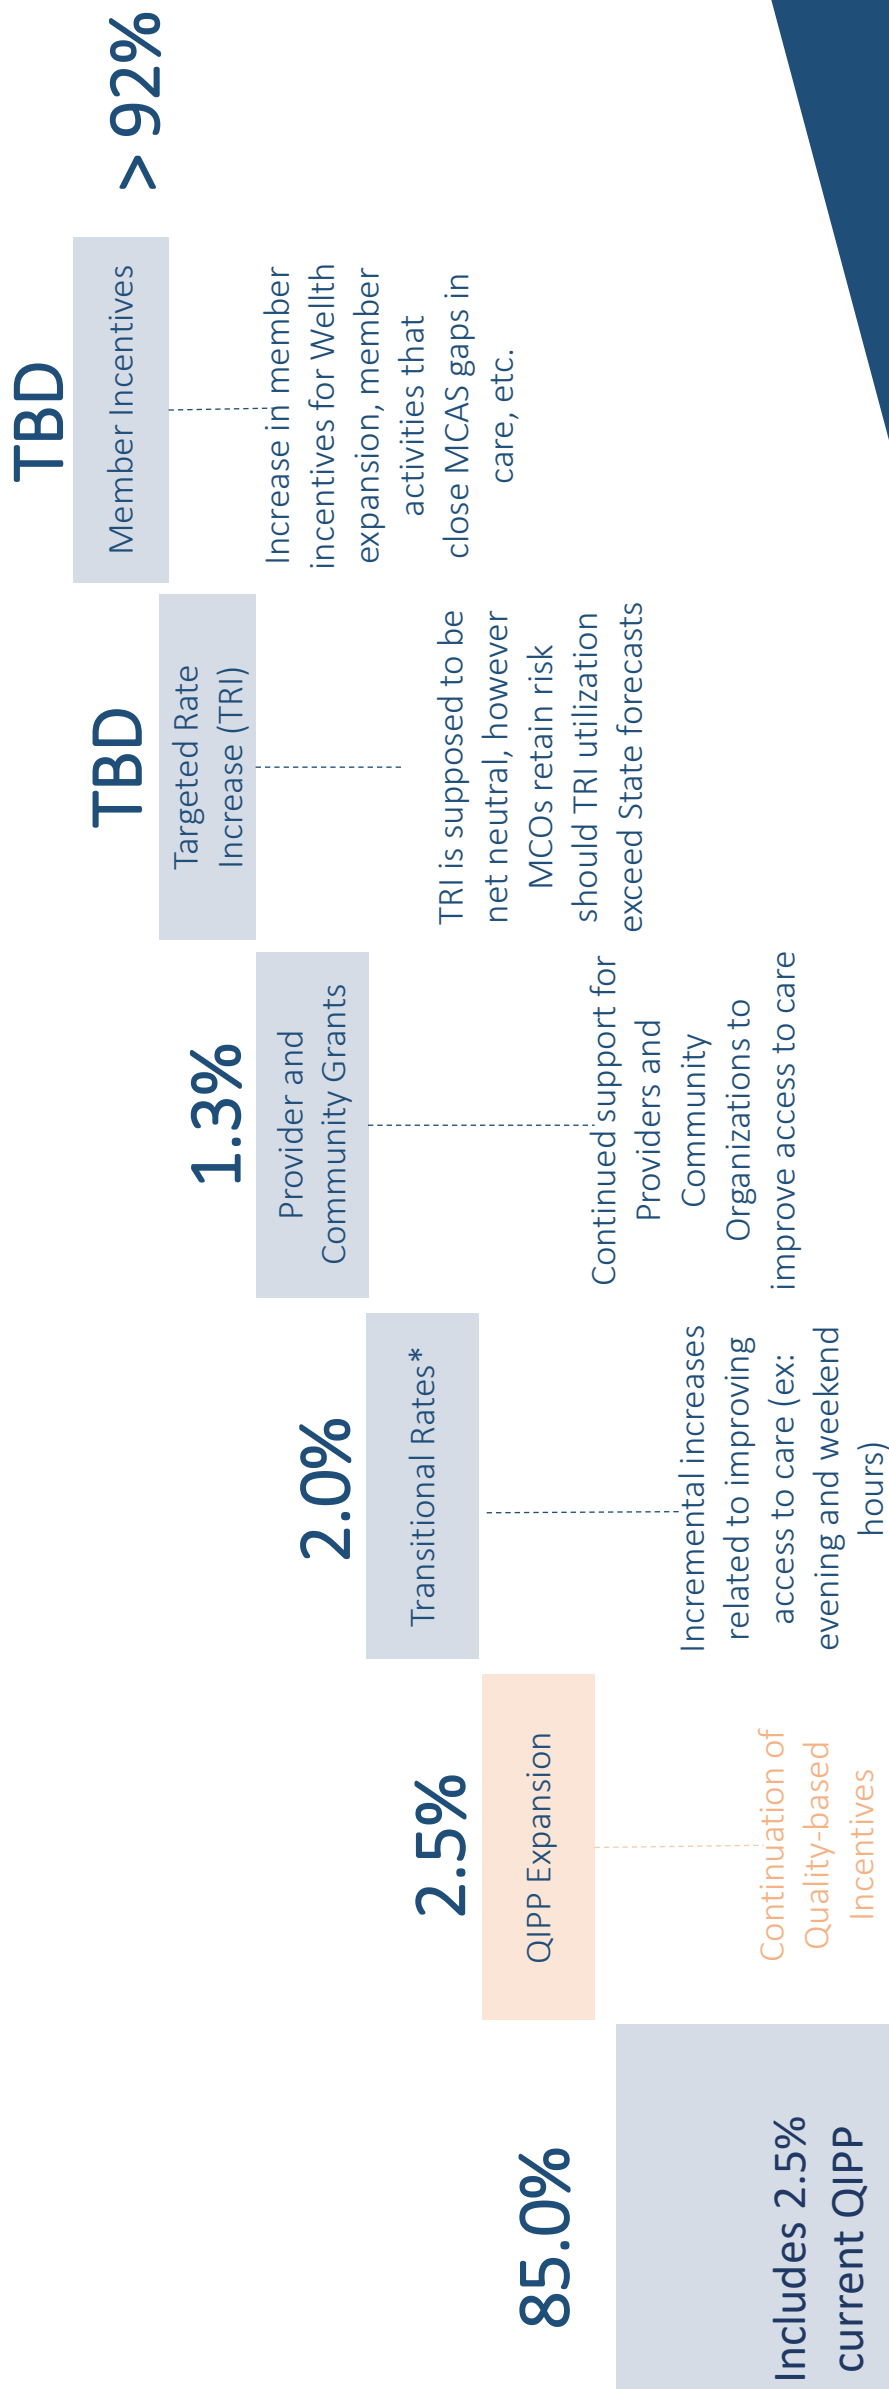 85.0%
Includes 2.5%
current QIPP
2.5%
QIPP Expansion
Continuation of
Quality-based
Incentives
2.0%
Transitional Rates*
Incremental increases
related to improving
access to care (ex:
evening and weekend
hours)
1.3%
Provider and
Community Grants
Continued support for
Providers and
Community
Organizations to
improve access to care
TBD
Targeted Rate
Increase (TRI)
TRI is supposed to be
net neutral, however
MCOs retain risk
should TRI utilization
exceed State forecasts
TBD
Member Incentives
Increase in member
incentives for Wellth
expansion, member
activities that
close MCAS gaps in
care, etc.
> 92%